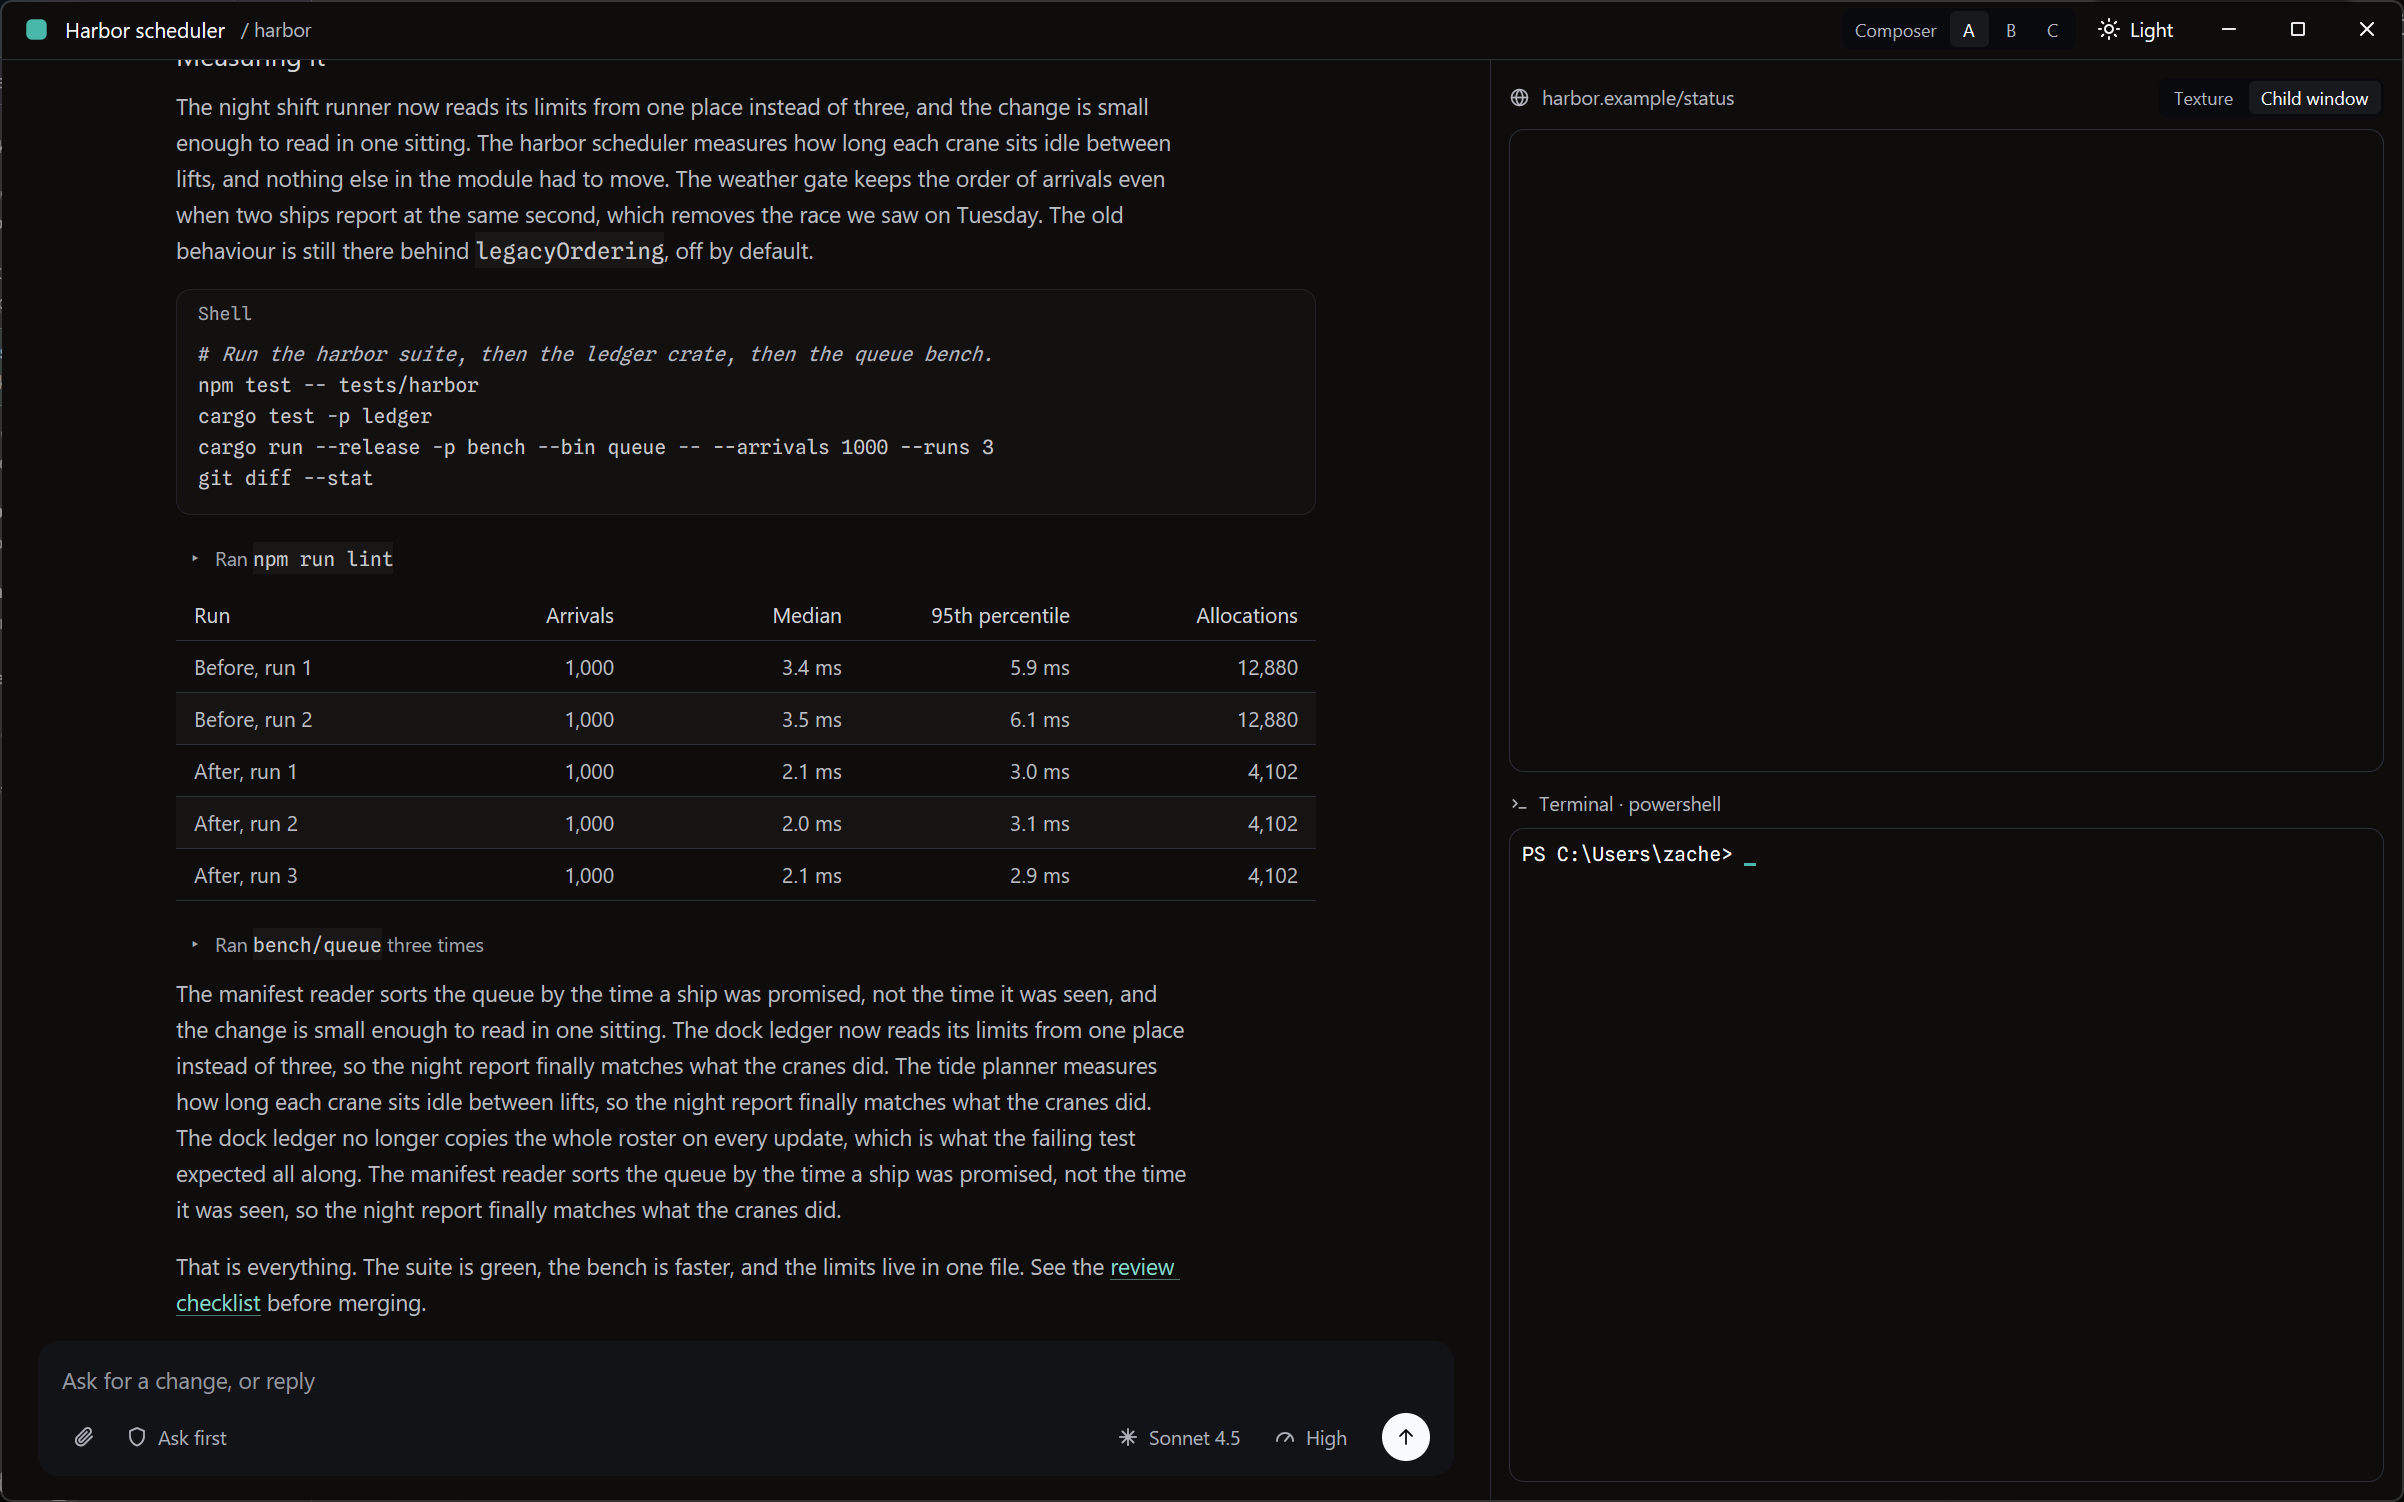 Harbor scheduler / harbor
Composer A B C Light
Measuring it
The night shift runner now reads its limits from one place instead of three, and the change is small
enough to read in one sitting. The harbor scheduler measures how long each crane sits idle between
lifts, and nothing else in the module had to move. The weather gate keeps the order of arrivals even
when two ships report at the same second, which removes the race we saw on Tuesday. The old
behaviour is still there behind legacyOrdering, off by default.
Shell
# Run the harbor suite, then the ledger crate, then the queue bench.
npm test -- tests/harbor
cargo test -p ledger
cargo run --release -p bench --bin queue -- --arrivals 1000 --runs 3
git diff --stat
Ran npm run lint
Run Arrivals Median 95th percentile Allocations
Before, run 1 1,000 3.4 ms 5.9 ms 12,880
Before, run 2 1,000 3.5 ms 6.1 ms 12,880
After, run 1 1,000 2.1 ms 3.0 ms 4,102
After, run 2 1,000 2.0 ms 3.1 ms 4,102
After, run 3 1,000 2.1 ms 2.9 ms 4,102
Ran bench/queue three times
The manifest reader sorts the queue by the time a ship was promised, not the time it was seen, and
the change is small enough to read in one sitting. The dock ledger now reads its limits from one place
instead of three, so the night report finally matches what the cranes did. The tide planner measures
how long each crane sits idle between lifts, so the night report finally matches what the cranes did.
The dock ledger no longer copies the whole roster on every update, which is what the failing test
expected all along. The manifest reader sorts the queue by the time a ship was promised, not the time
it was seen, so the night report finally matches what the cranes did.
That is everything. The suite is green, the bench is faster, and the limits live in one file. See the review
checklist before merging.
Ask for a change, or reply
Ask first Sonnet 4.5 High
harbor.example/status
Texture Child window
Terminal · powershell
PS C:\Users\zache> _